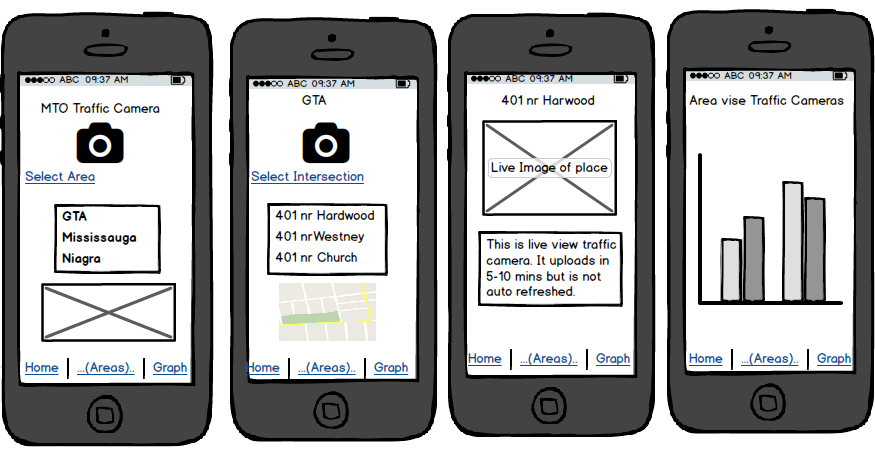 ABC 09:37 AM
MTO Traffic Camera
Select Area
GTA
Mississauga
Niagra
Home ...(Areas).. Graph
ABC 09:37 AM
GTA
Select Intersection
401 nr Hardwood
401 nrWestney
401 nr Church
Home ...(Areas).. Graph
ABC 09:37 AM
401 nr Harwood
Live Image of place
This is live view traffic
camera. It uploads in
5-10 mins but is not
auto refreshed.
Home ...(Areas).. Graph
ABC 09:37 AM
Area vise Traffic Cameras
Home ...(Areas).. Graph